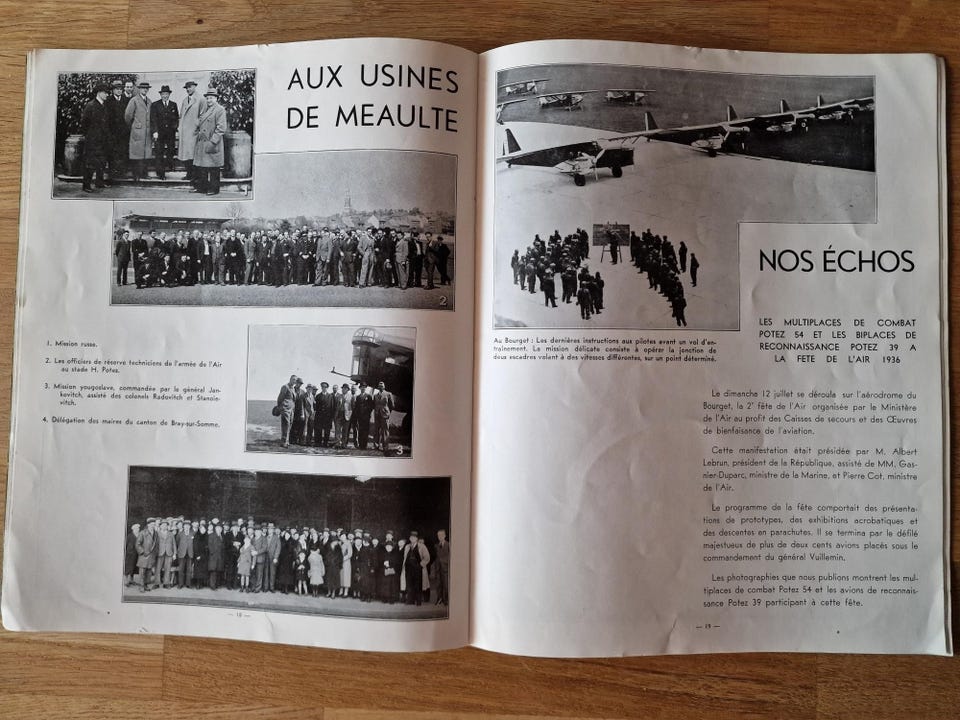 AUX USINES
DE MEAULTE
2
1. Mission russe.
2. Les officiers de réserve techniciens de l'armée de l'Air
au stade H. Potez.
3. Mission yougoslave, commandée par le général Jan-
kovitch, assisté des colonels Radovitch et Stanoie-
vitch.
4. Délégation des maires du canton de Bray-sur-Somme.
3
— 18 —
Au Bourget : Les dernières instructions aux pilotes avant un vol d'en-
traînement. La mission délicate consiste à opérer la jonction de
deux escadres volant à des vitesses différentes, sur un point déterminé.
NOS ÉCHOS
LES MULTIPLACES DE COMBAT
POTEZ 54 ET LES BIPLACES DE
RECONNAISSANCE POTEZ 39 A
LA FETE DE L'AIR 1936
Le dimanche 12 juillet se déroula sur l'aérodrome du
Bourget, la 2e fête de l'Air organisée par le Ministère
de l'Air au profit des Caisses de secours et des Œuvres
de bienfaisance de l'aviation.
Cette manifestation était présidée par M. Albert
Lebrun, président de la République, assisté de MM. Gas-
nier-Duparc, ministre de la Marine, et Pierre Cot, ministre
de l'Air.
Le programme de la fête comportait des présenta-
tions de prototypes, des exhibitions acrobatiques et
des descentes en parachutes. Il se termina par le défilé
majestueux de plus de deux cents avions placés sous le
commandement du général Vuillemin.
Les photographies que nous publions montrent les mul-
tiplaces de combat Potez 54 et les avions de reconnais-
sance Potez 39 participant à cette fête.
— 19 —